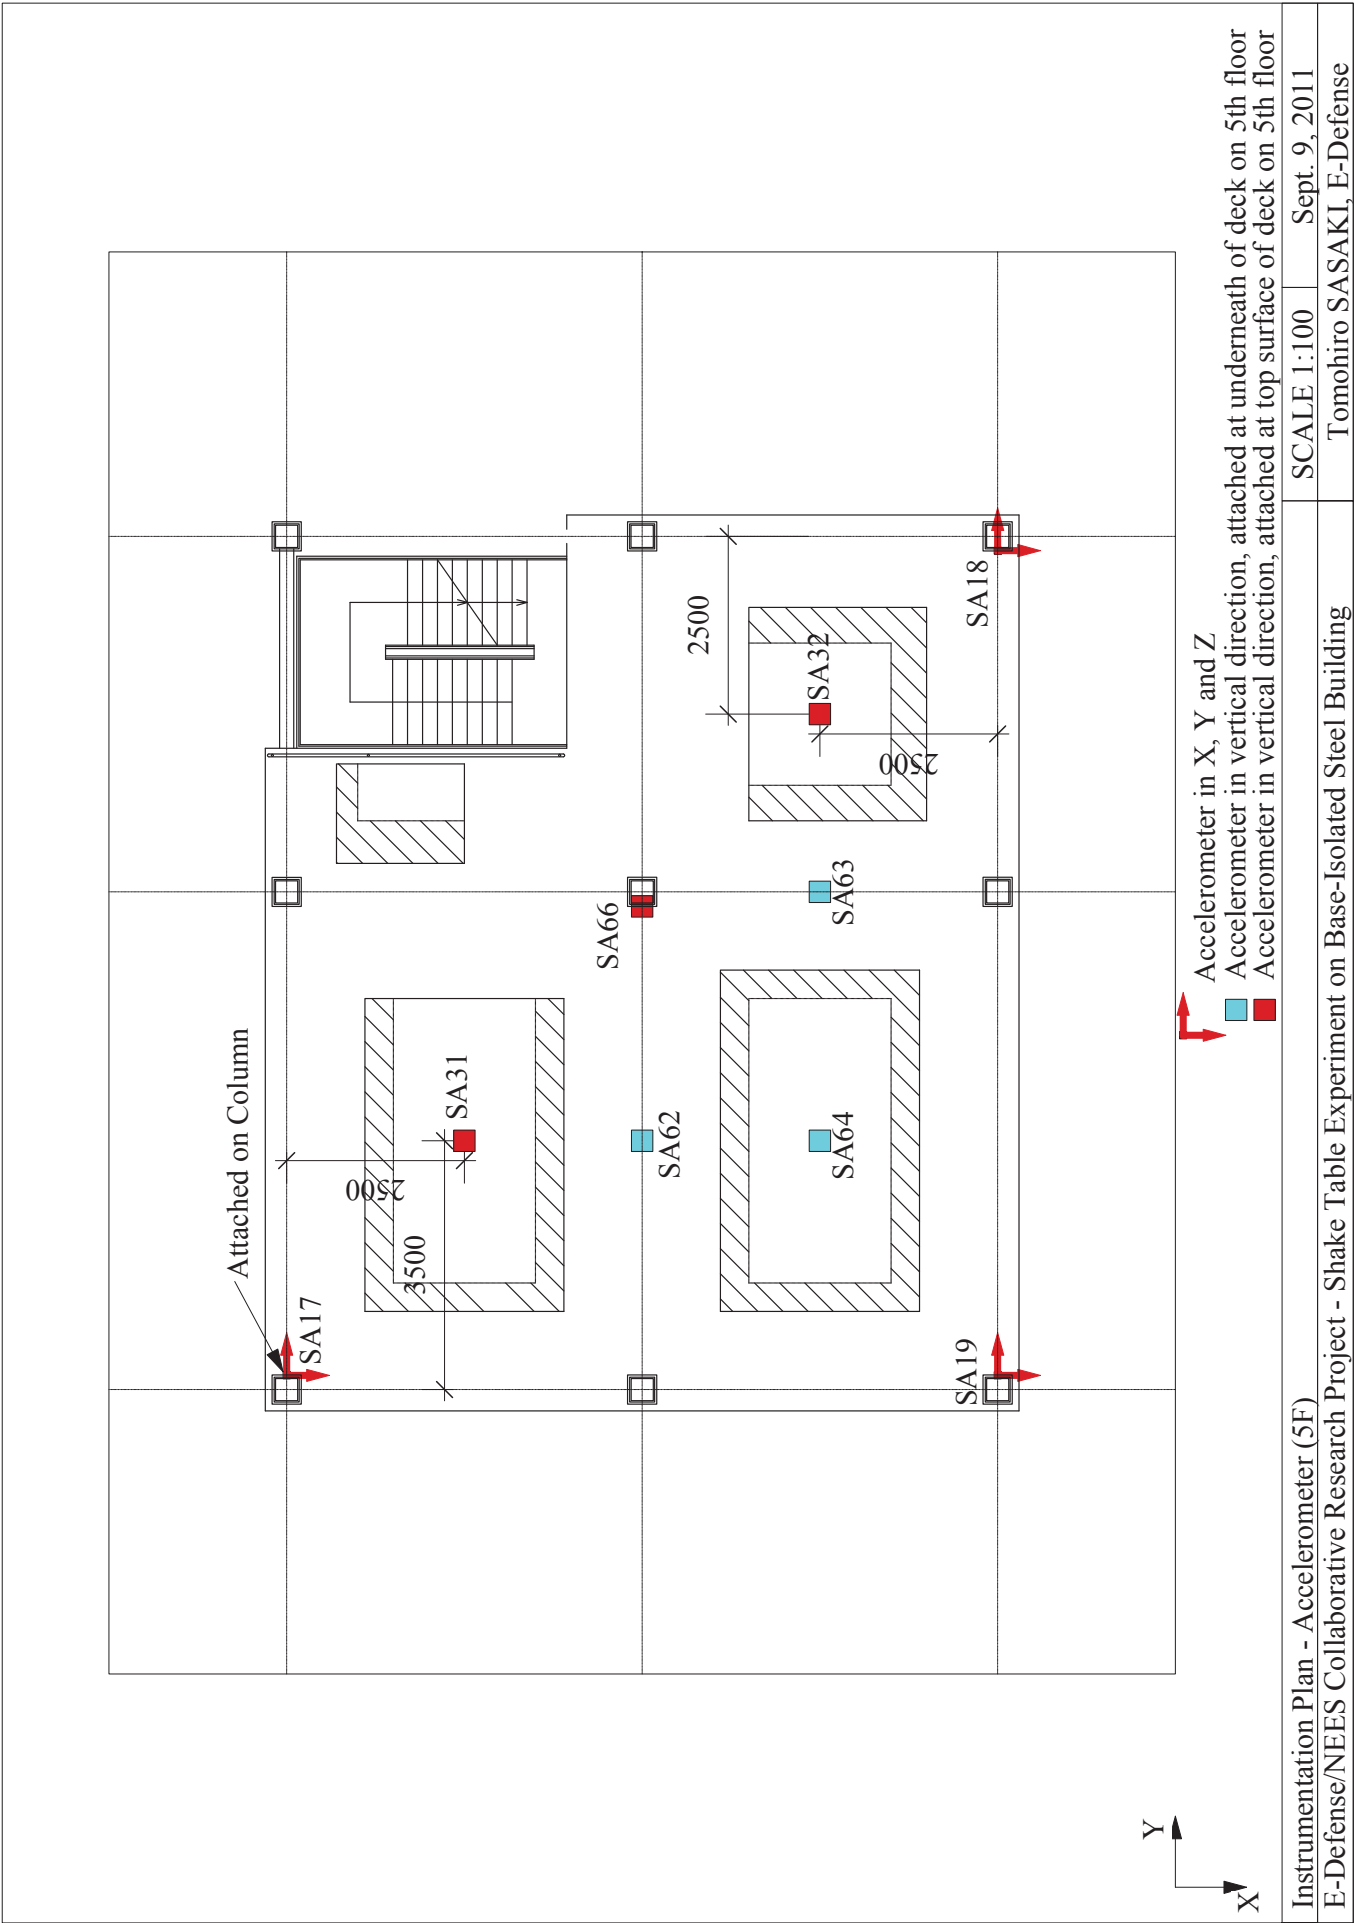 Attached on Column
SA17
2500
3500
SA31
SA66
SA62
2500
SA32
2500
SA63
SA64
SA18
SA19
Y
X
Accelerometer in X, Y and Z
Accelerometer in vertical direction, attached at underneath of deck on 5th floor
Accelerometer in vertical direction, attached at top surface of deck on 5th floor
Instrumentation Plan - Accelerometer (5F)
SCALE 1:100
Sept. 9, 2011
E-Defense/NEES Collaborative Research Project - Shake Table Experiment on Base-Isolated Steel Building
Tomohiro SASAKI, E-Defense